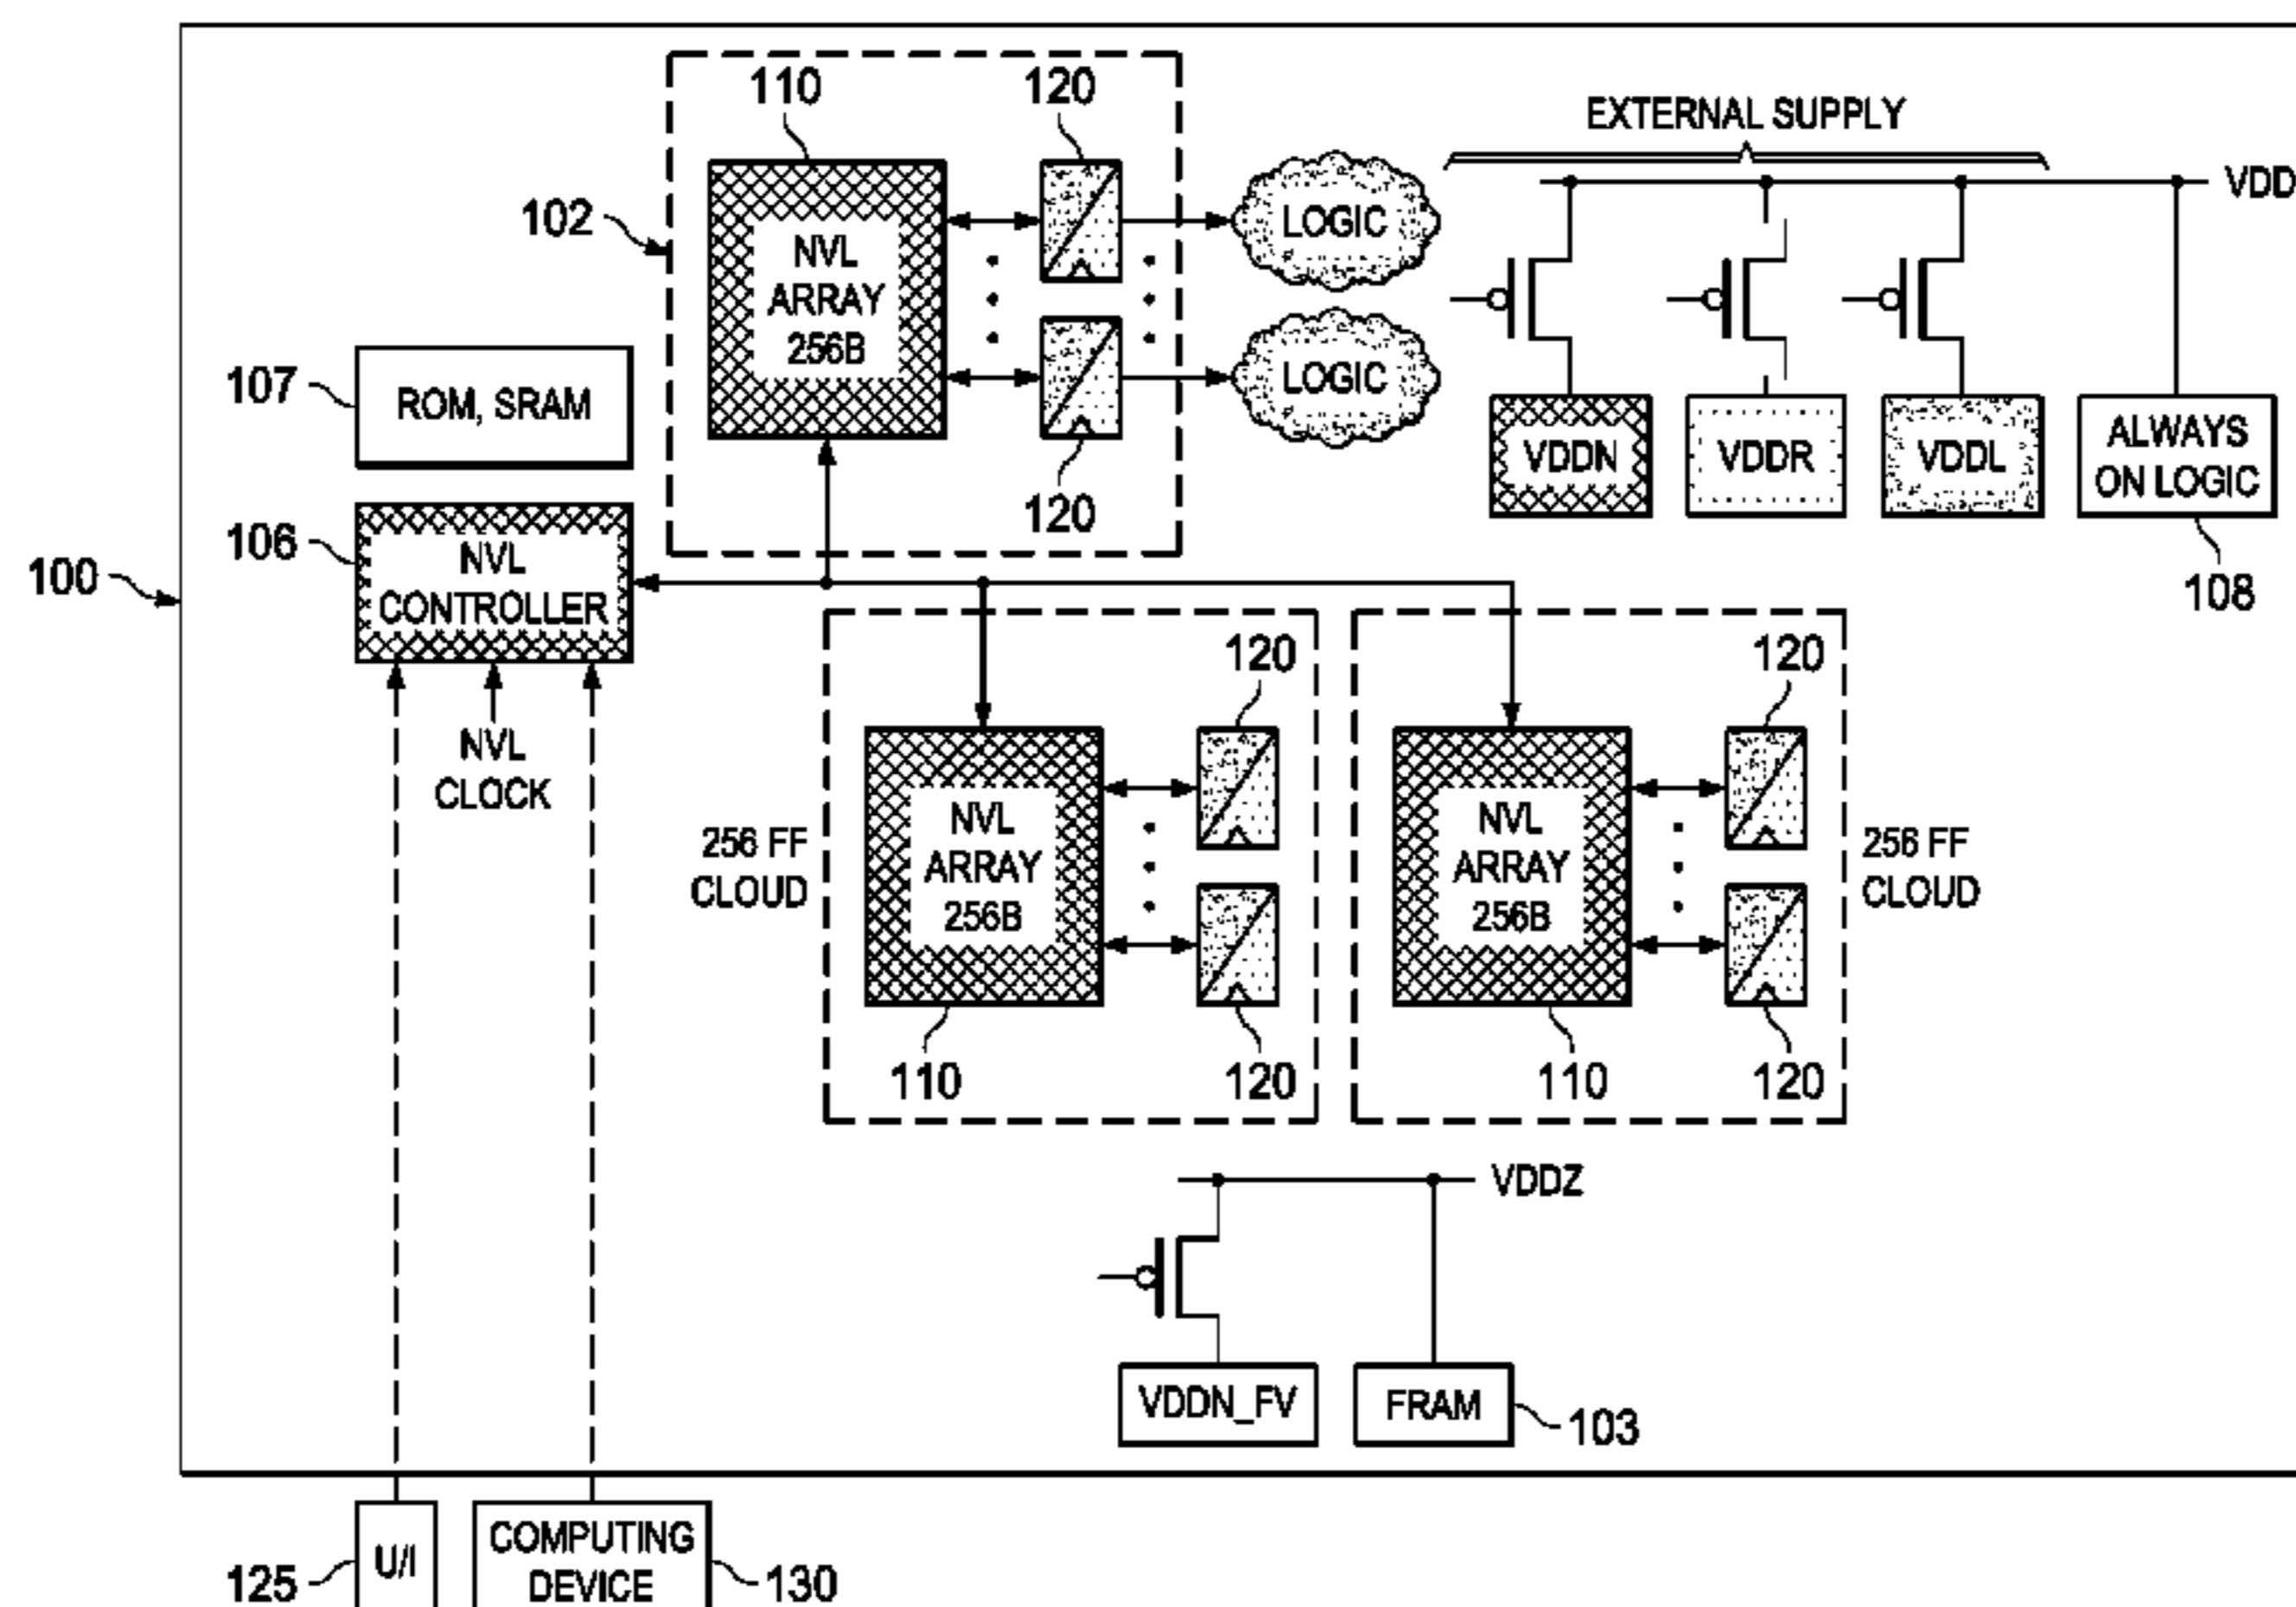 110
120
EXTERNAL SUPPLY
VDD
102
NVL
ARRAY
256B
LOGIC
LOGIC
120
107
ROM, SRAM
VDDN
VDDR
VDDL
ALWAYS
ON LOGIC
108
106
NVL
CONTROLLER
100
NVL
CLOCK
120
120
256 FF
CLOUD
NVL
ARRAY
256B
NVL
ARRAY
256B
256 FF
CLOUD
110
120
110
120
VDDZ
VDDN_FV
FRAM
103
125
U/I
COMPUTING
DEVICE
130